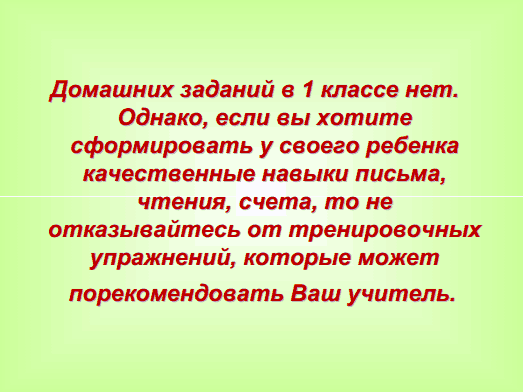 Домашних заданий в 1 классе нет.
Однако, если вы хотите
сформировать у своего ребенка
качественные навыки письма,
чтения, счета, то не
отказывайтесь от тренировочных
упражнений, которые может
порекомендовать Ваш учитель.